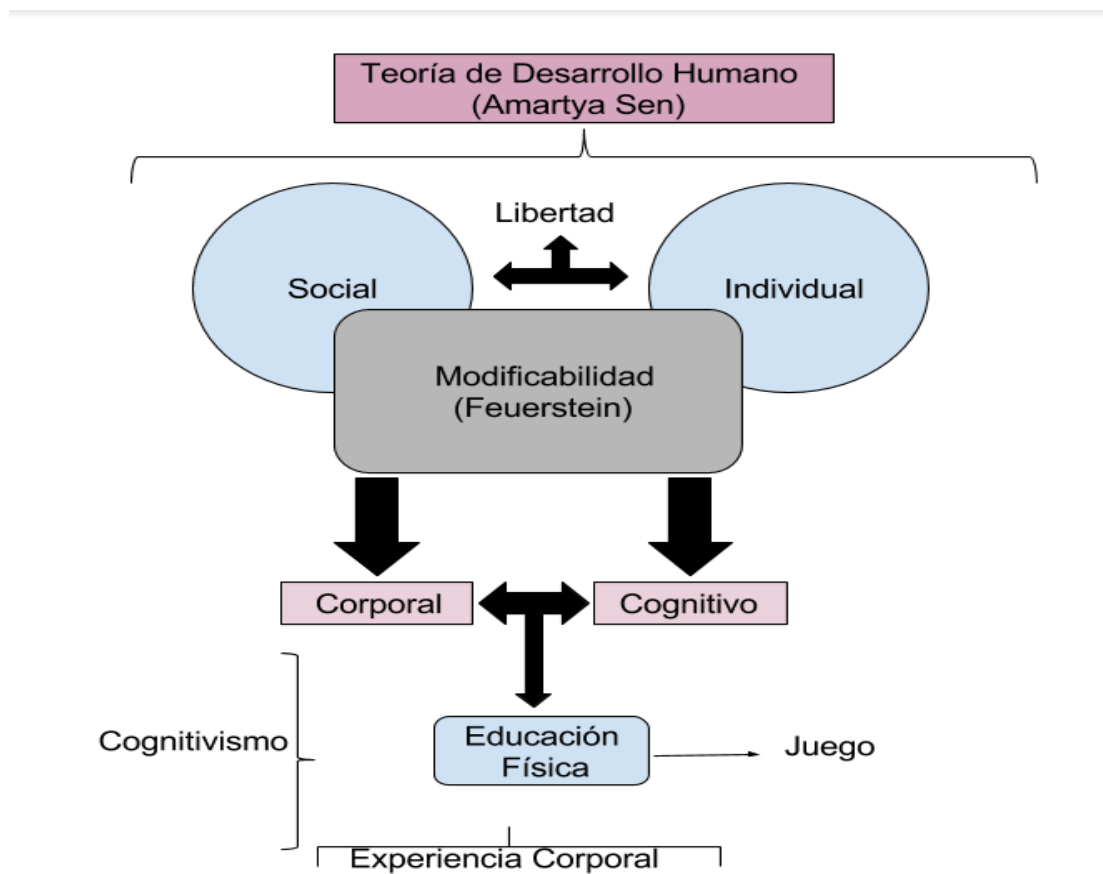 Teoría de Desarrollo Humano
(Amartya Sen)
Libertad
Social
Individual
Modificabilidad
(Feuerstein)
Corporal
Cognitivo
Cognitivismo
Educación
Física
Juego
Experiencia Corporal